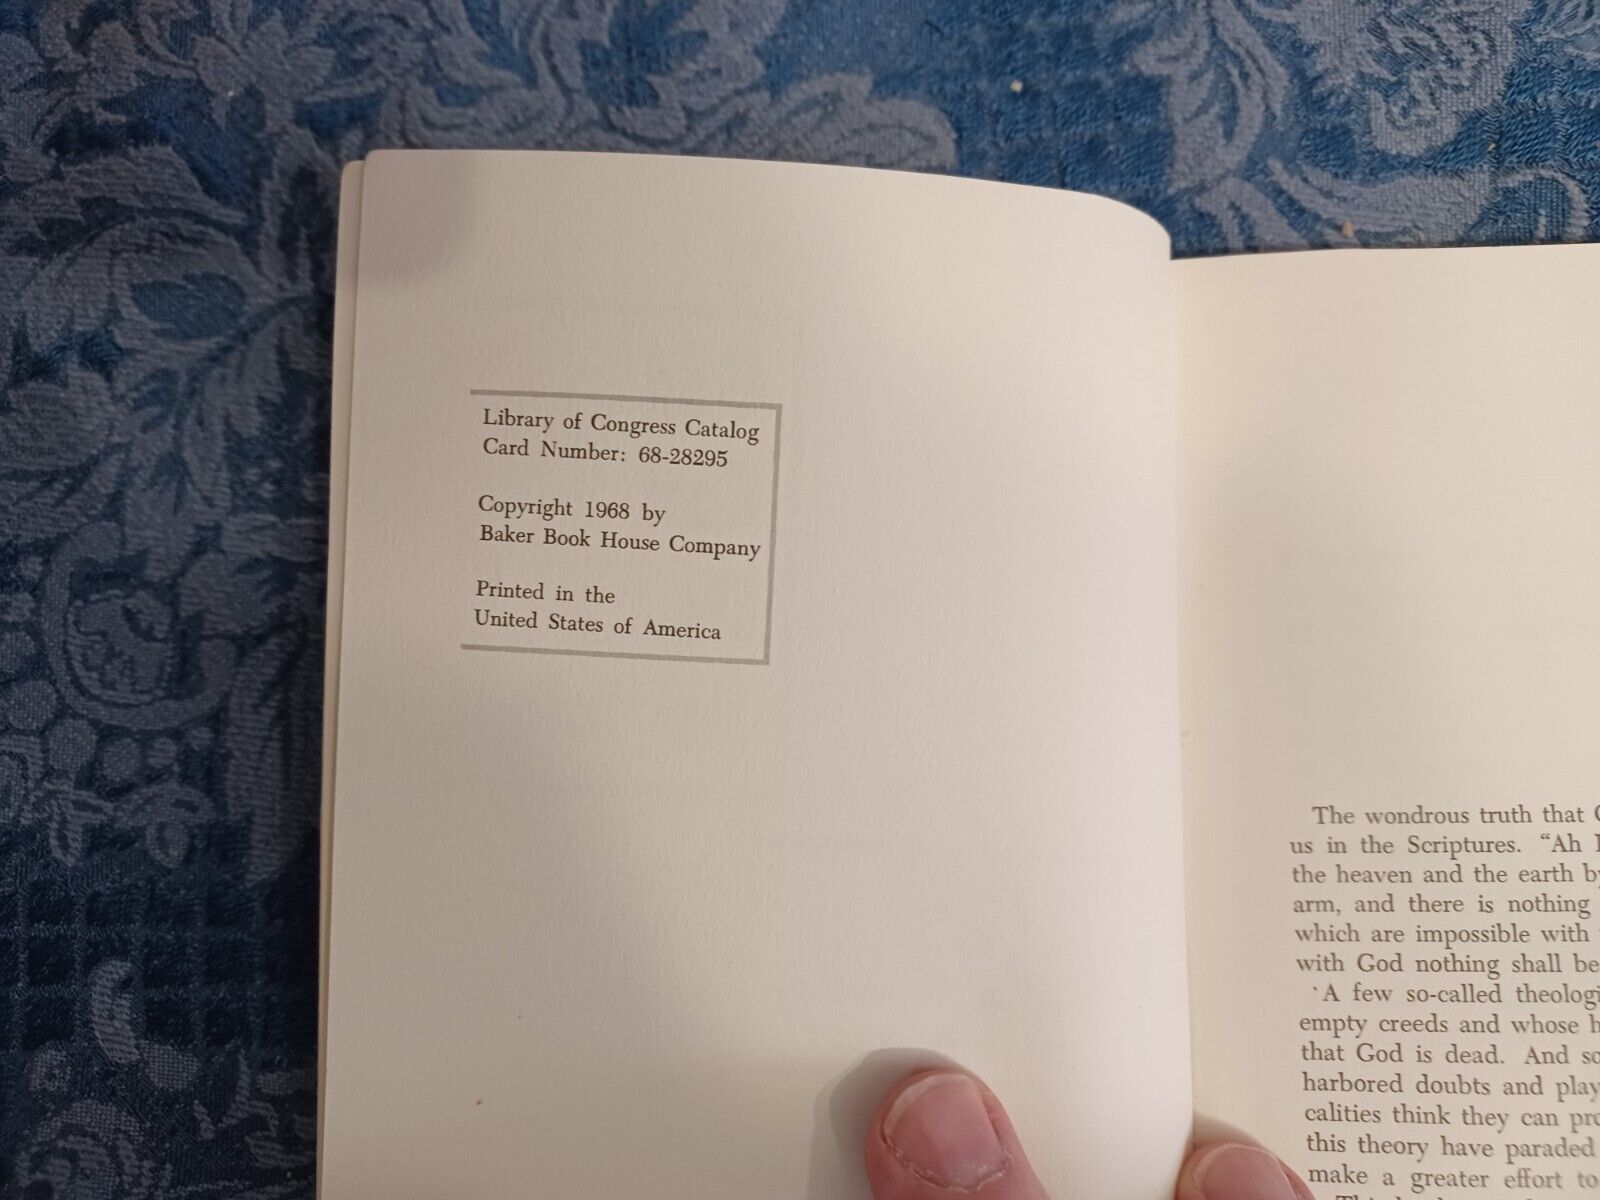 Library of Congress Catalog
Card Number: 68-28295
Copyright 1968 by
Baker Book House Company
Printed in the
United States of America
The wondrous truth that
us in the Scriptures. "Ah
the heaven and the earth
arm, and there is nothing
which are impossible with
with God nothing shall be
A few so-called theologi
empty creeds and whose
that God is dead. And
harbored doubts and play
calities think they can
this theory have paraded
make a greater effort to